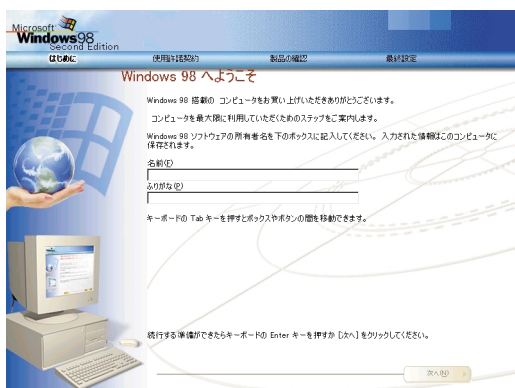 Microsoft
Windows98
Second Edition
はじめに 使用許諾契約 製品の確認 最終設定
Windows 98 へようこそ
Windows 98 搭載の コンピュータをお買い上げいただきありがとうございます。
コンピュータを最大限に利用していただくためのステップをご案内します。
Windows 98 ソフトウェアの所有者名を下のボックスに記入してください。 入力された情報はこのコンピュータに
保存されます。
名前(F)
ふりがな(P)
キーボードの Tab キーを押すとボックスやボタンの間を移動できます。
続行する準備ができたらキーボードの Enter キーを押すか [次へ] をクリックしてください。
次へ(N)